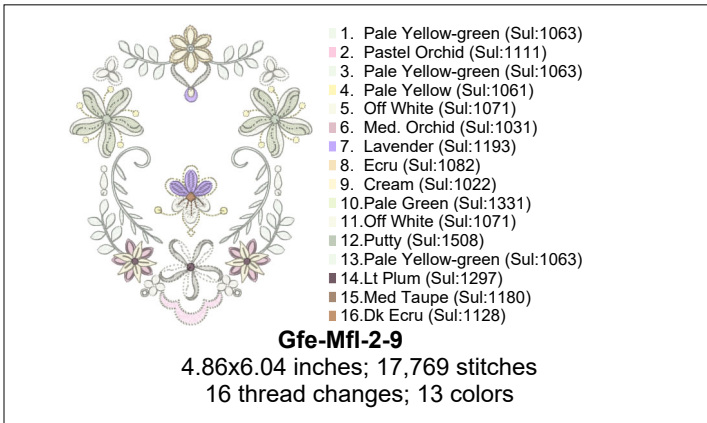 1. Pale Yellow-green (Sul:1063)
2. Pastel Orchid (Sul:1111)
3. Pale Yellow-green (Sul:1063)
4. Pale Yellow (Sul:1061)
5. Off White (Sul:1071)
6. Med. Orchid (Sul:1031)
7. Lavender (Sul:1193)
8. Ecru (Sul:1082)
9. Cream (Sul:1022)
10.Pale Green (Sul:1331)
11.Off White (Sul:1071)
12.Putty (Sul:1508)
13.Pale Yellow-green (Sul:1063)
14.Lt Plum (Sul:1297)
15.Med Taupe (Sul:1180)
16.Dk Ecru (Sul:1128)
Gfe-Mfl-2-9
4.86x6.04 inches; 17,769 stitches
16 thread changes; 13 colors